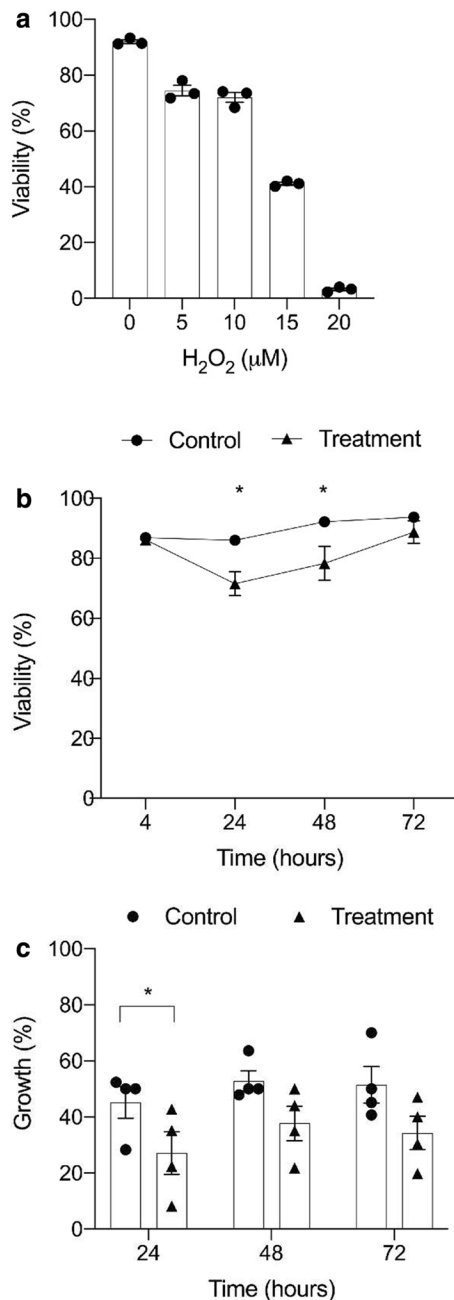 a
100
80
60
40
20
0
Viability (%)
0 5 10 15 20
H₂O₂ (μM)
Control Treatment
b
* *
100
80
60
40
20
0
Viability (%)
4 24 48 72
Time (hours)
Control Treatment
c
*
100
80
60
40
20
0
Growth (%)
24 48 72
Time (hours)